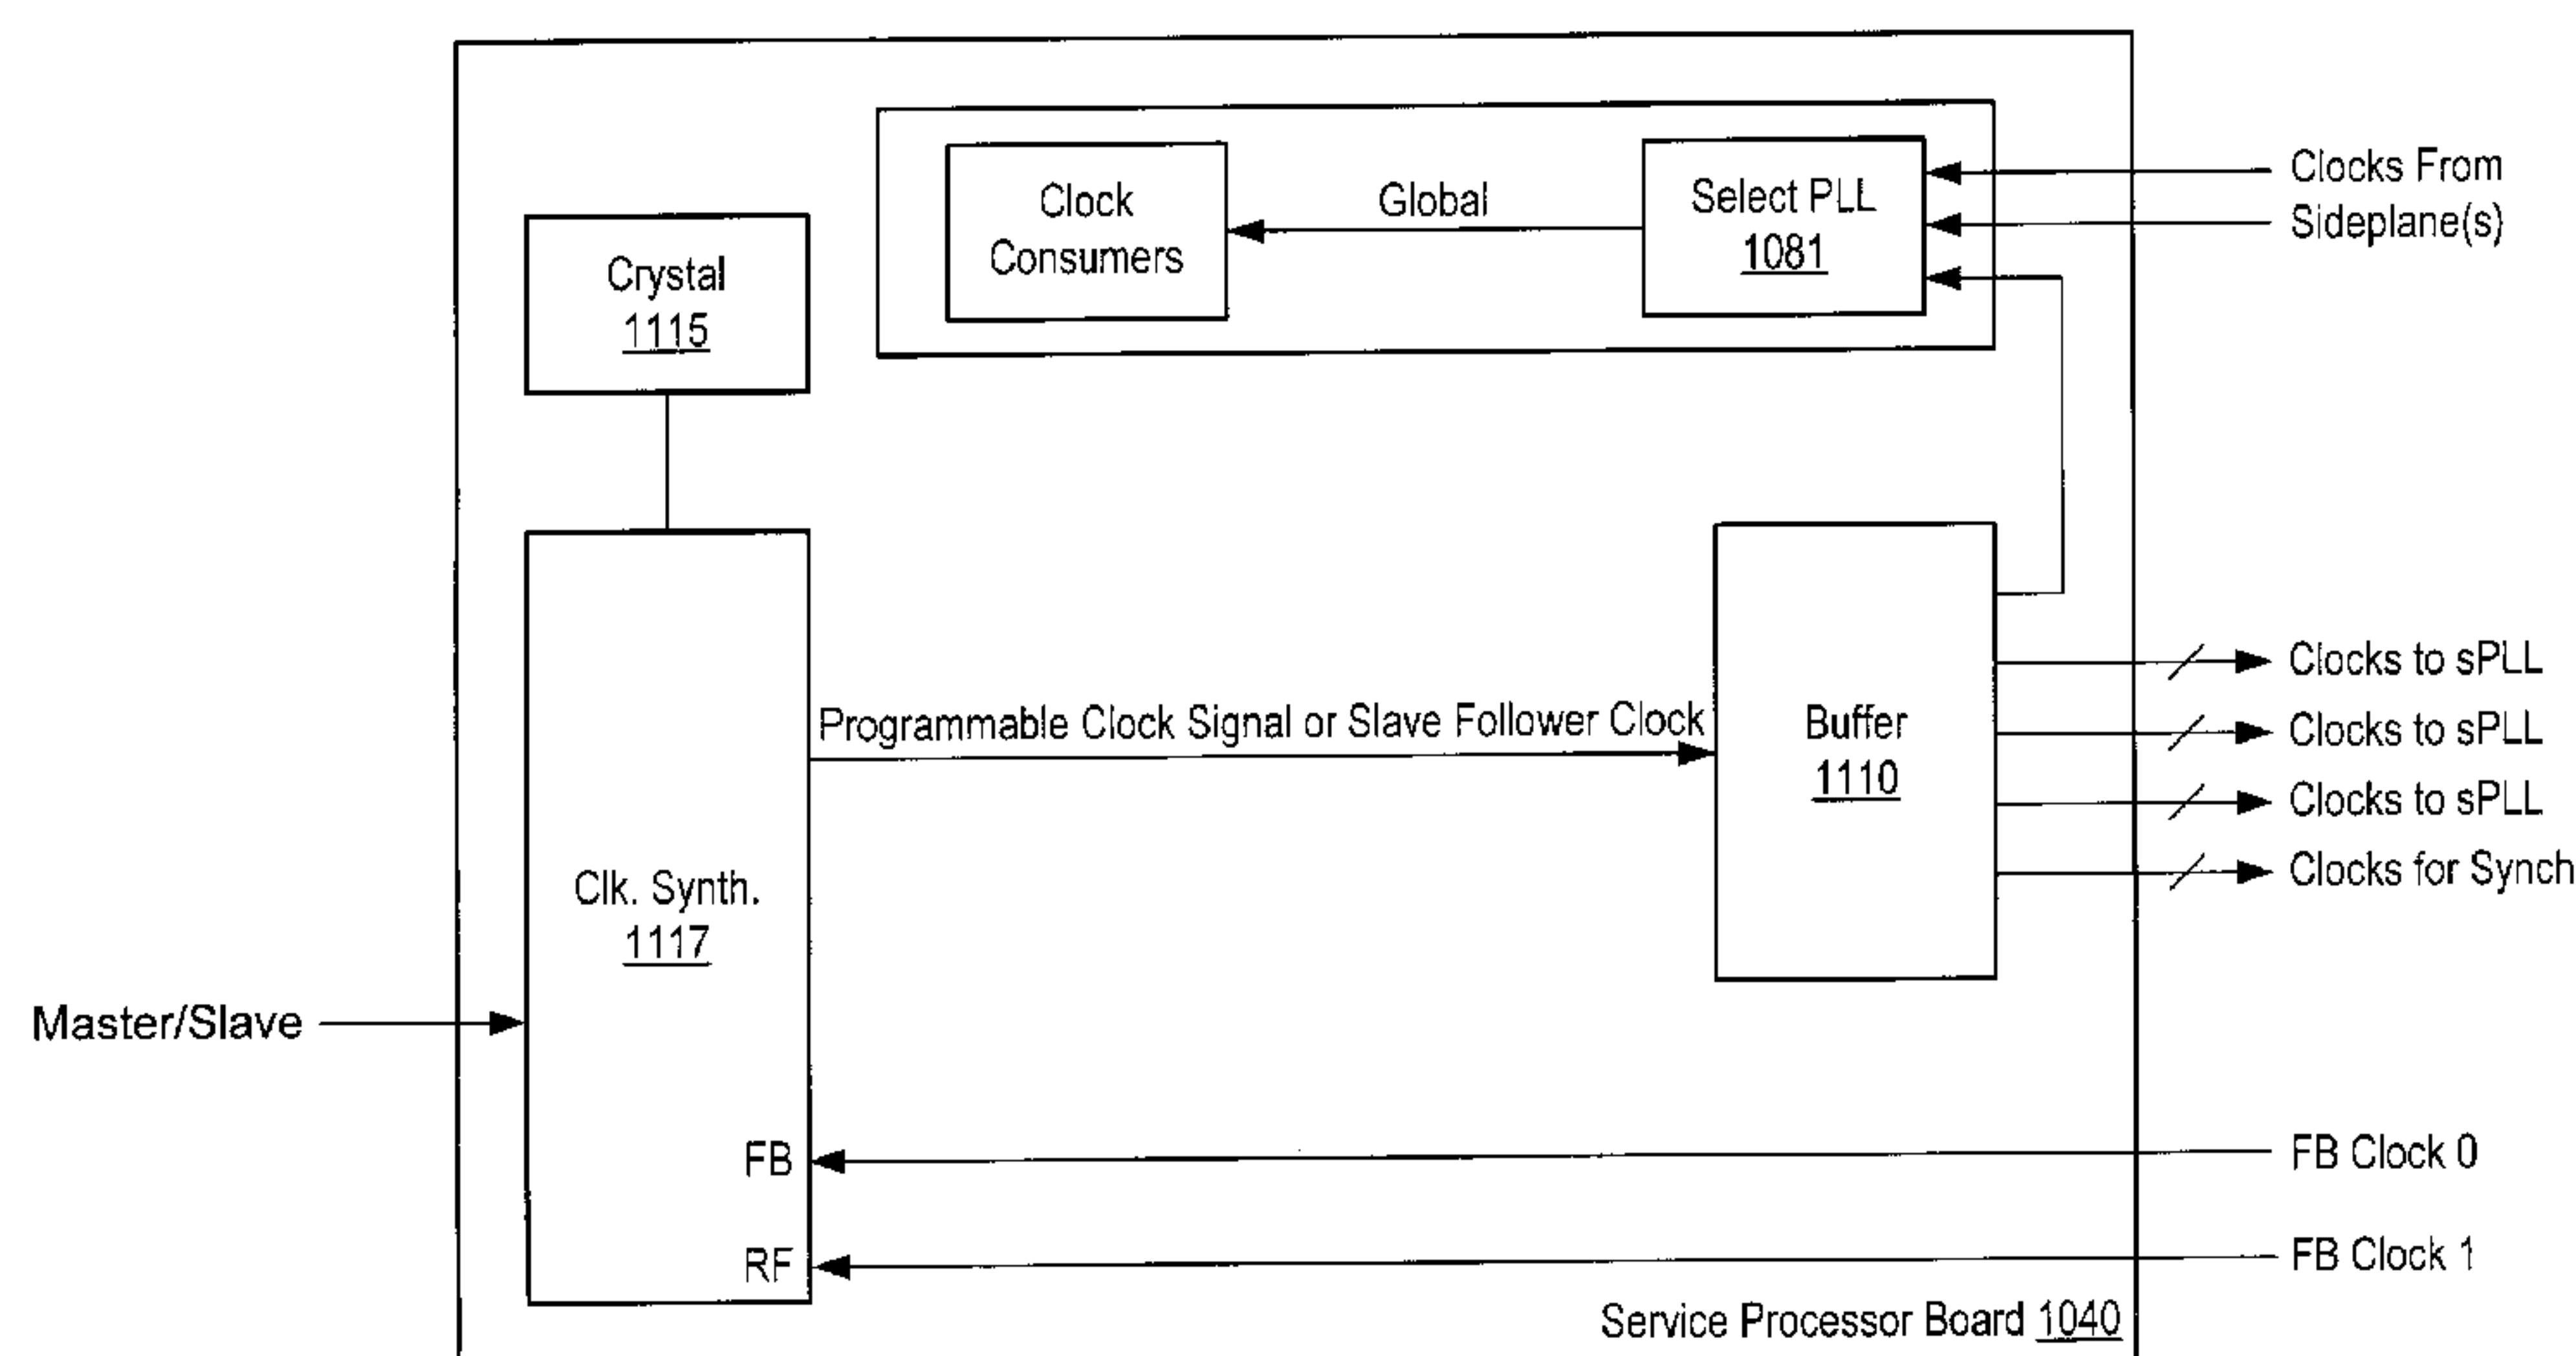 Clock
Consumers
Global
Select PLL
1081
Clocks From
Sideplane(s)
Crystal
1115
Programmable Clock Signal or Slave Follower Clock
Buffer
1110
Clocks to sPLL
Clocks to sPLL
Clocks to sPLL
Clocks for Synch
Clk. Synth.
1117
Master/Slave
FB
FB Clock 0
RF
FB Clock 1
Service Processor Board 1040